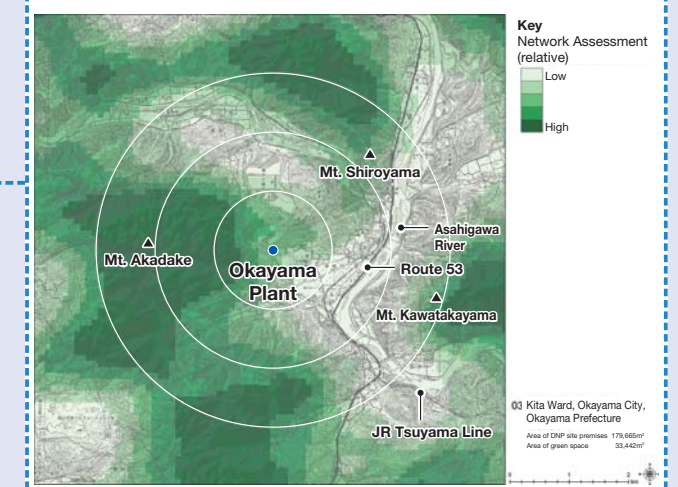 Key
Network Assessment
(relative)
Low
High
Mt. Shiroyama
Asahigawa
River
Mt. Akadake
Okayama
Plant
Route 53
Mt. Kawatakayama
JR Tsuyama Line
03 Kita Ward, Okayama City,
Okayama Prefecture
Area of DNP site premises 179,665m²
Area of green space 33,442m²
0 1 2 km